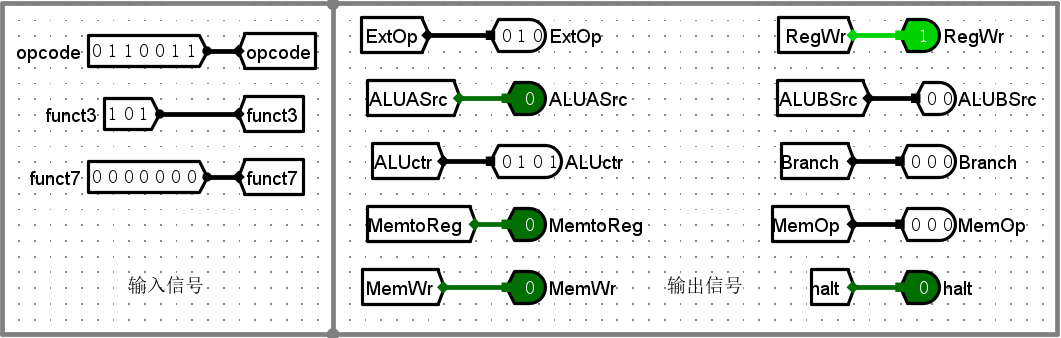 opcode 0110011 opcode
funct3 101 funct3
funct7 0000000 funct7
输入信号
ExtOp 010 ExtOp
RegWr 1 RegWr
ALUASrc 0 ALUASrc
ALUBSrc 00 ALUBSrc
ALUctr 0101 ALUctr
Branch 000 Branch
MemtoReg 0 MemtoReg
MemOp 000 MemOp
MemWr 0 MemWr
输出信号
halt 0 halt